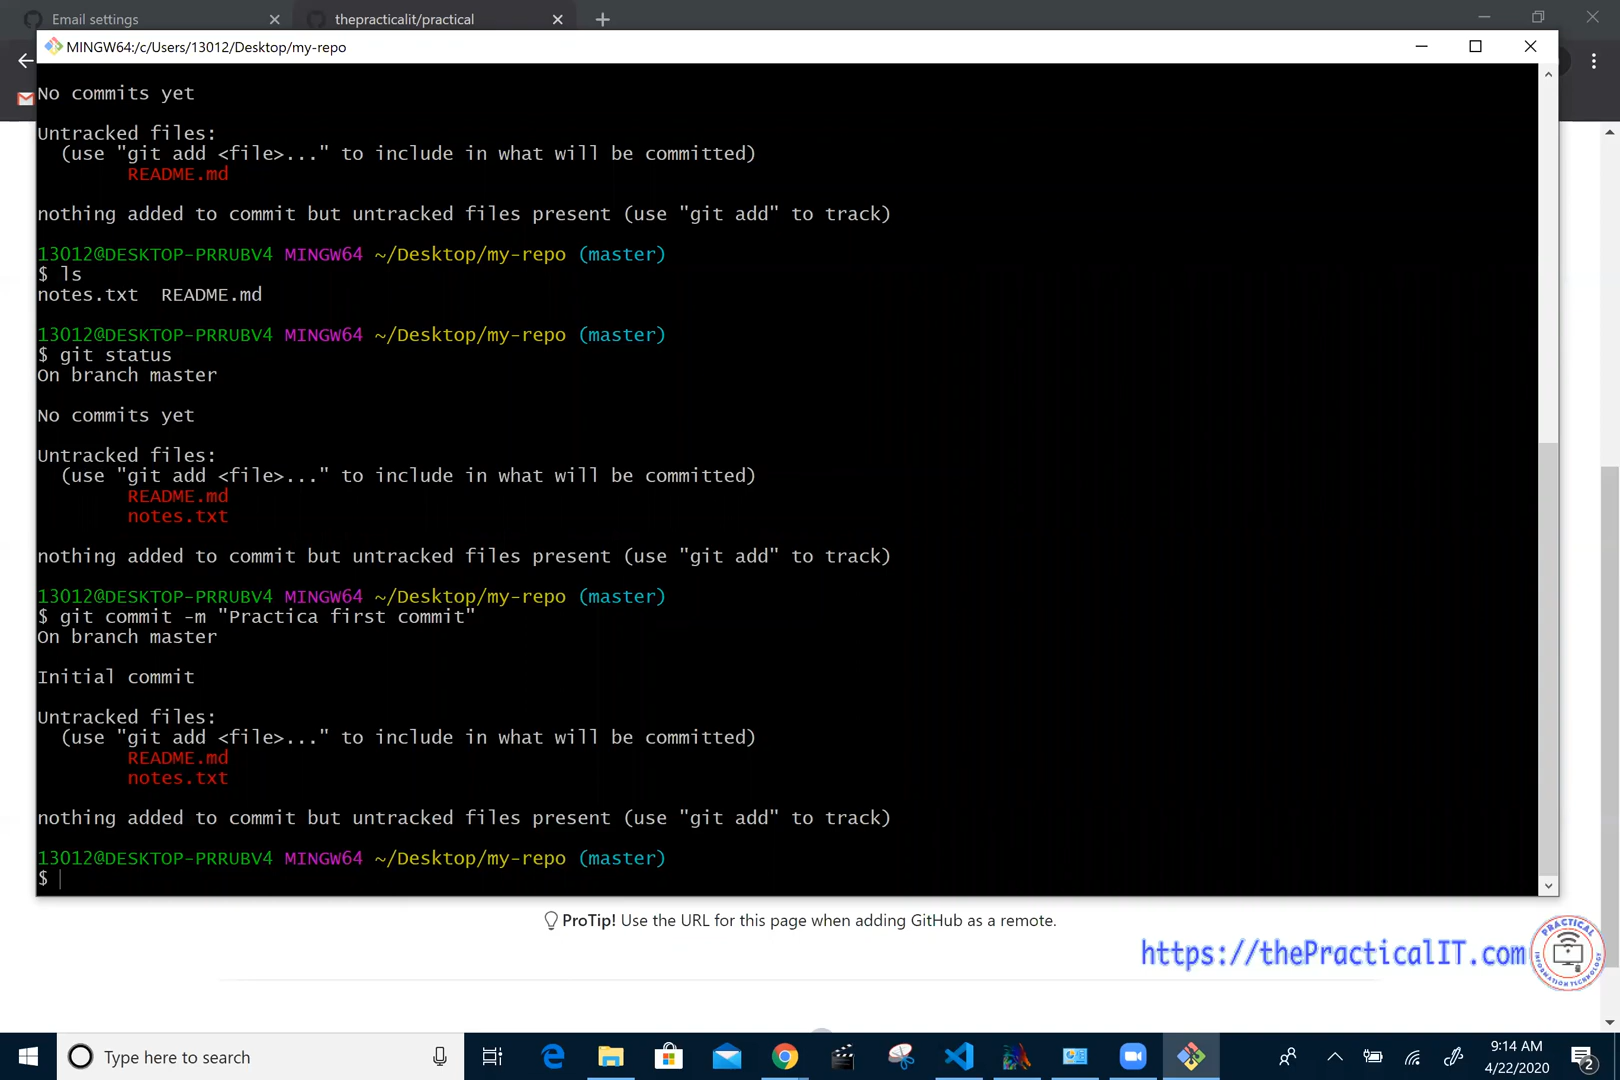 Email settings
thepracticalit/practical
MINGW64:/c/Users/13012/Desktop/my-repo
No commits yet
Untracked files:
(use "git add <file>..." to include in what will be committed)
README.md
nothing added to commit but untracked files present (use "git add" to track)
13012@DESKTOP-PRRUBV4 MINGW64 ~/Desktop/my-repo (master)
$ ls
notes.txt README.md
13012@DESKTOP-PRRUBV4 MINGW64 ~/Desktop/my-repo (master)
$ git status
On branch master
No commits yet
Untracked files:
(use "git add <file>..." to include in what will be committed)
README.md
notes.txt
nothing added to commit but untracked files present (use "git add" to track)
13012@DESKTOP-PRRUBV4 MINGW64 ~/Desktop/my-repo (master)
$ git commit -m "Practica first commit"
On branch master
Initial commit
Untracked files:
(use "git add <file>..." to include in what will be committed)
README.md
notes.txt
nothing added to commit but untracked files present (use "git add" to track)
13012@DESKTOP-PRRUBV4 MINGW64 ~/Desktop/my-repo (master)
$
ProTip! Use the URL for this page when adding GitHub as a remote.
https://thePracticalIT.com
PRACTICAL
INFORMATION TECHNOLOGY
Type here to search
9:14 AM
4/22/2020
2